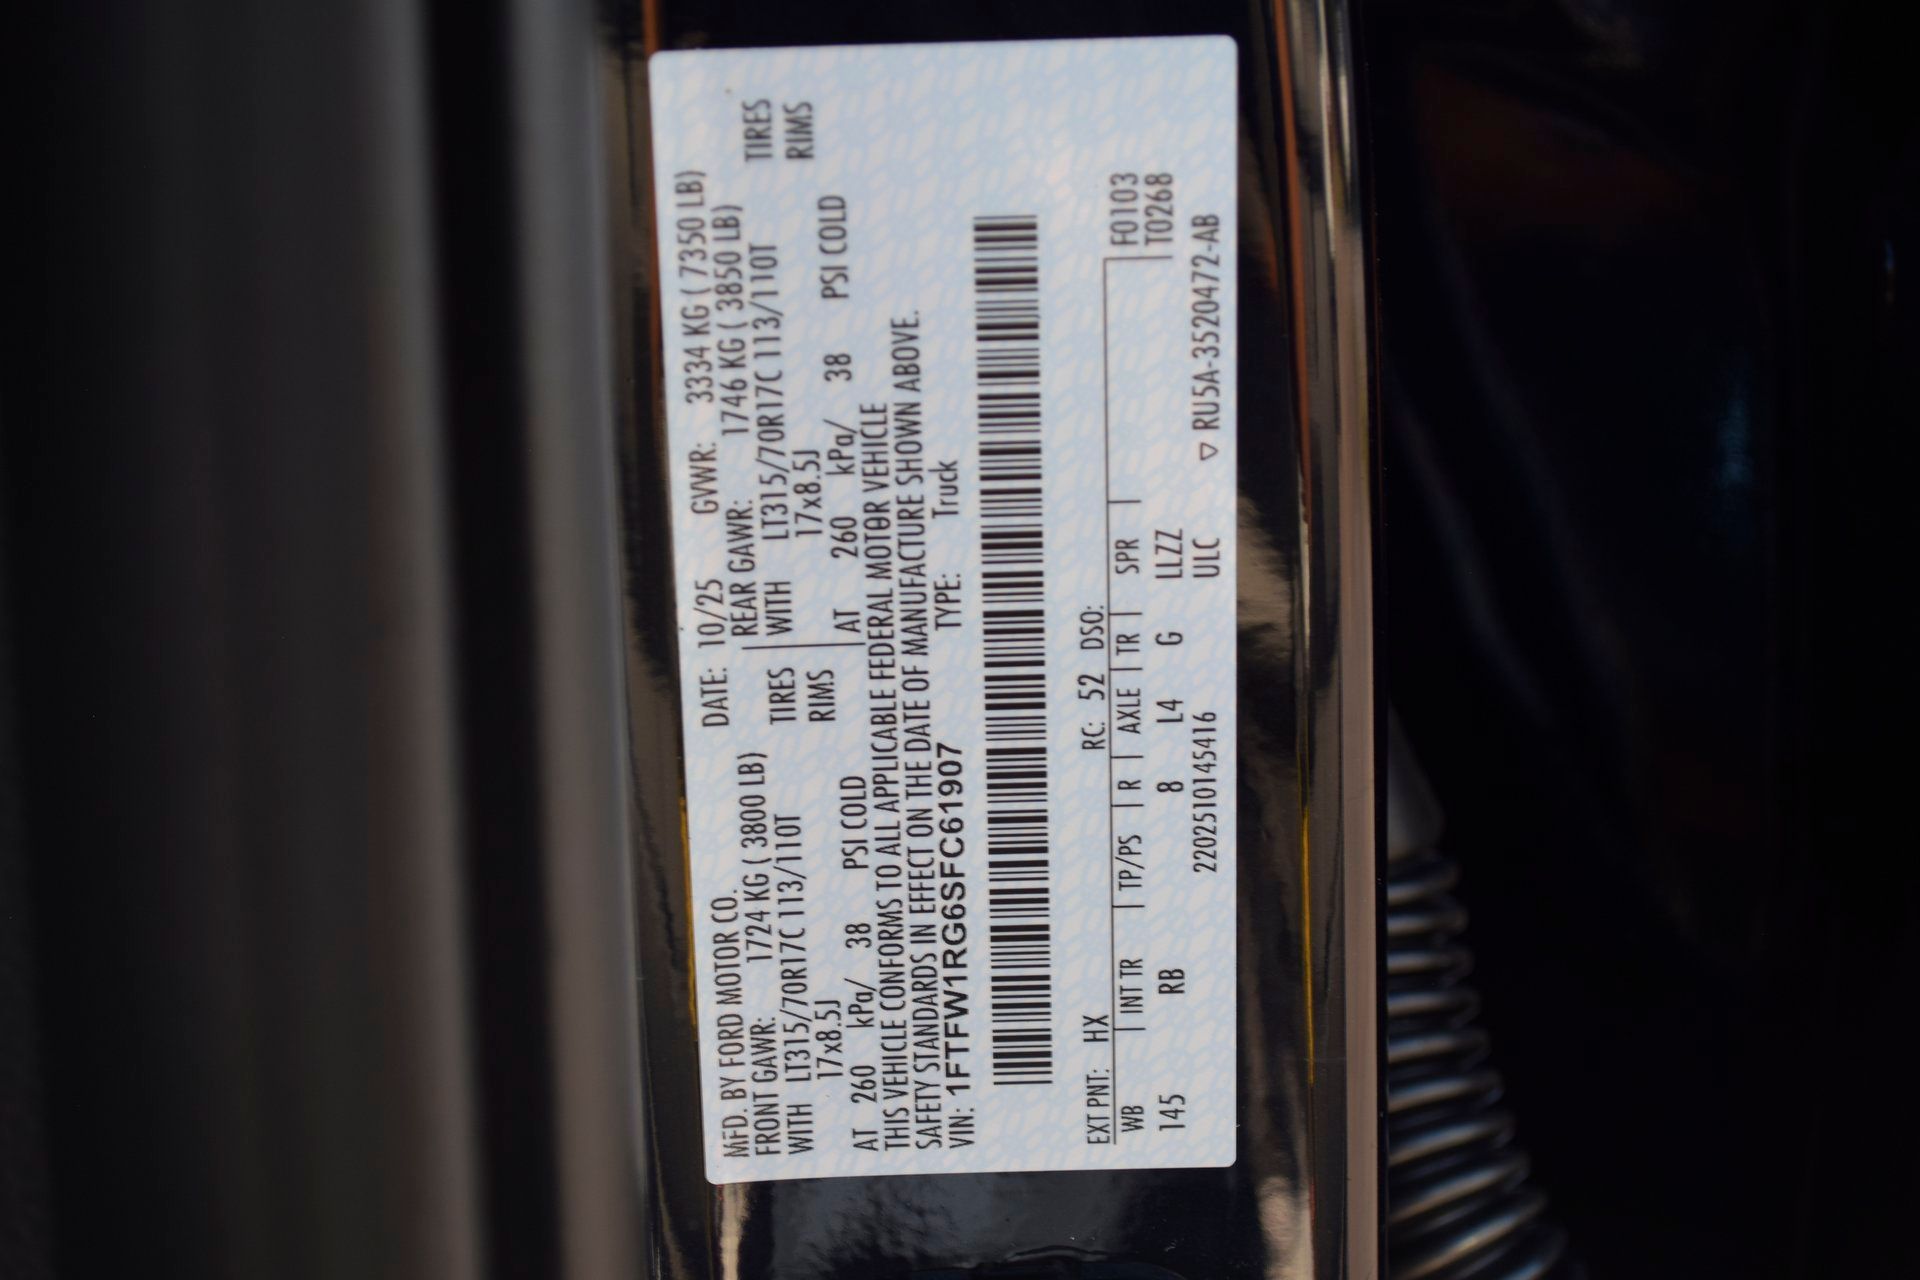 MFD. BY FORD MOTOR CO. DATE: 10/25 GVWR: 3334 KG ( 7350 LB)
FRONT GAWR: 1724 KG ( 3800 LB) REAR GAWR: 1746 KG ( 3850 LB)
WITH LT315/70R17C 113/110T TIRES WITH LT315/70R17C 113/110T TIRES
17x8.5J RIMS 17x8.5J RIMS
AT 260 kPa/ 38 PSI COLD AT 260 kPa/ 38 PSI COLD
THIS VEHICLE CONFORMS TO ALL APPLICABLE FEDERAL MOTOR VEHICLE
SAFETY STANDARDS IN EFFECT ON THE DATE OF MANUFACTURE SHOWN ABOVE.
VIN: 1FTFW1RG6SFC61907 TYPE: Truck
EXT PNT: HX RC: 52 DSO:
WB | INT TR | TP/PS | R | AXLE | TR | SPR | F0103
145 RB 8 L4 G LLZZ T0268
220251014541​6 ULC ▽ RU5A-3520472-AB